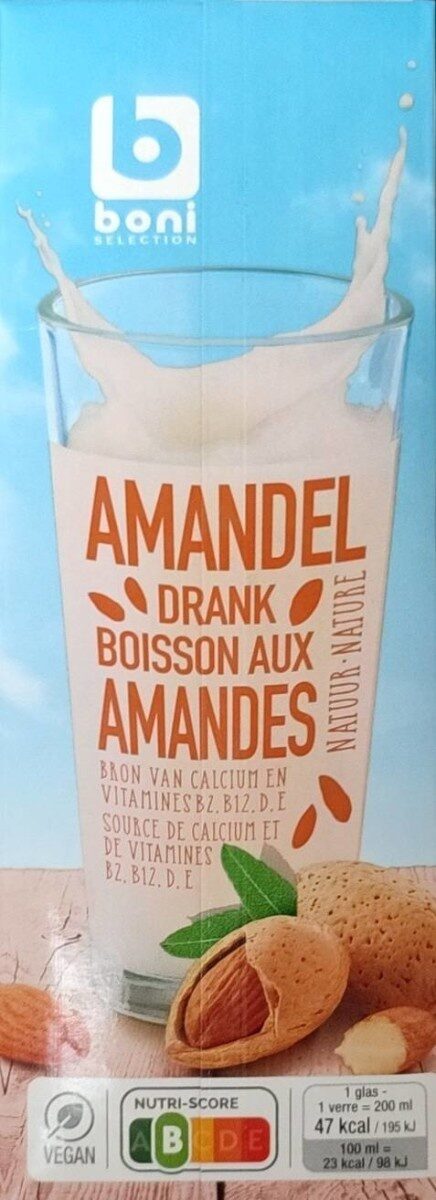 boni
SELECTION
AMANDEL
DRANK
BOISSON AUX
AMANDES
NATUUR · NATURE
BRON VAN CALCIUM EN
VITAMINES B2, B12, D, E
SOURCE DE CALCIUM ET
DE VITAMINES
B2, B12, D, E
VEGAN
NUTRI-SCORE
A B C D E
1 glas -
1 verre = 200 ml
47 kcal / 195 kJ
100 ml =
23 kcal / 98 kJ